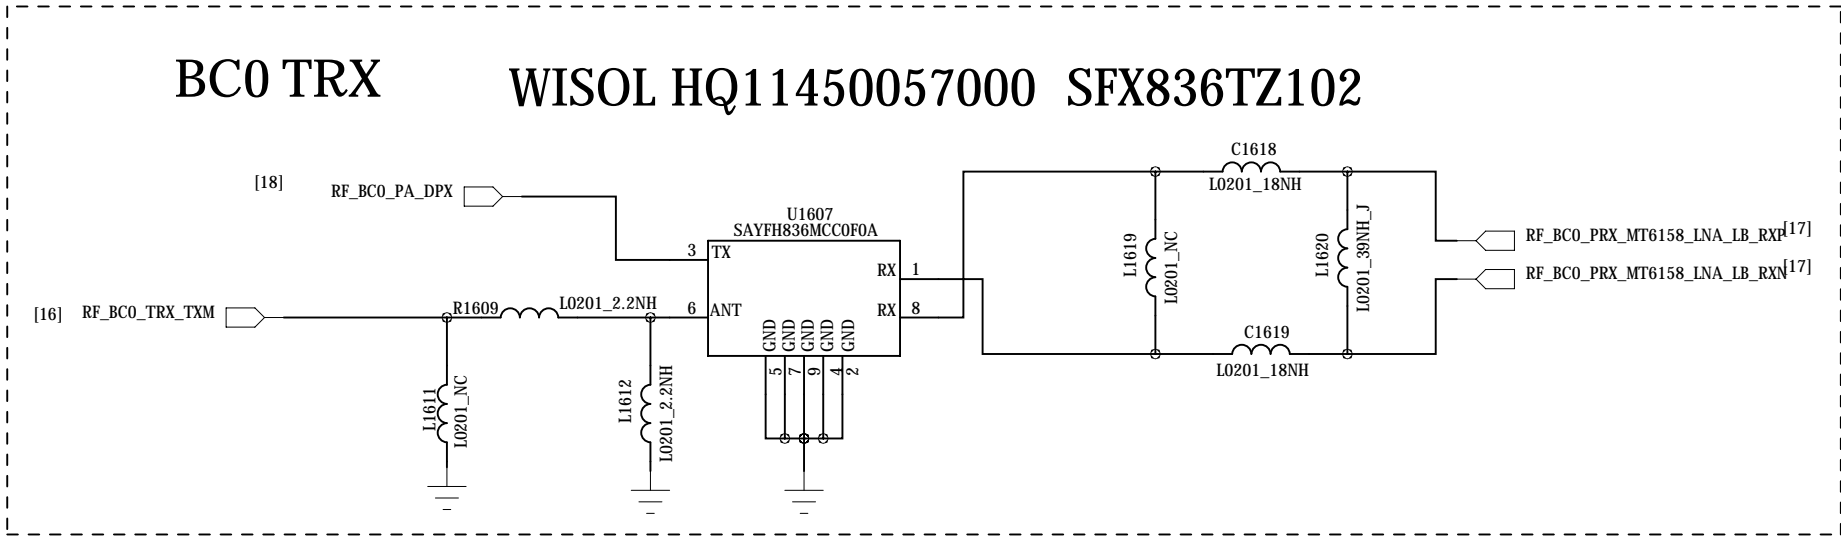 BC0 TRX
WISOL HQ11450057000 SFX836TZ102
C1618
L0201_18NH
[18]
RF_BC0_PA_DPX
U1607
SAYFH836MCC0F0A
3
TX
RX
1
RX
8
6
ANT
GND
GND
GND
GND
GND
5
7
9
4
2
L1619
L0201_NC
L1620
L0201_39NH_J
RF_BC0_PRX_MT6158_LNA_LB_RXP
[17]
RF_BC0_PRX_MT6158_LNA_LB_RXN
[17]
[16]
RF_BC0_TRX_TXM
R1609
L0201_2.2NH
C1619
L0201_18NH
L1611
L0201_NC
L1612
L0201_2.2NH